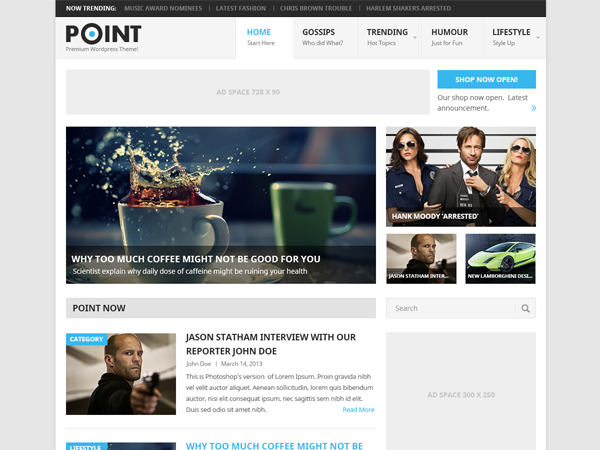 NOW TRENDING: MUSIC AWARD NOMINEES | LATEST FASHION | CHRIS BROWN TROUBLE | HARLEM SHAKERS ARRESTED
POINT
Premium Wordpress Theme!
HOME
Start Here
GOSSIPS
Who did What?
TRENDING
Hot Topics
HUMOUR
Just for Fun
LIFESTYLE
Style Up
AD SPACE 728 X 90
SHOP NOW OPEN!
Our shop now open. Latest
announcement. »
WHY TOO MUCH COFFEE MIGHT NOT BE GOOD FOR YOU
Scientist explain why daily dose of caffeine might be ruining your health
HANK MOODY 'ARRESTED'
JASON STATHAM INTER...
NEW LAMBORGHINI DESI...
POINT NOW
Search
CATEGORY
JASON STATHAM INTERVIEW WITH OUR
REPORTER JOHN DOE
John Doe | March 14, 2013
This is Photoshop's version of Lorem Ipsum. Proin gravida nibh
vel velit auctor aliquet. Aenean sollicitudin, lorem quis bibendum
auctor, nisi elit consequat ipsum, nec sagittis sem nibh id elit.
Duis sed odio sit amet nibh. Read More
AD SPACE 300 X 250
LIFESTYLE
WHY TOO MUCH COFFEE MIGHT NOT BE